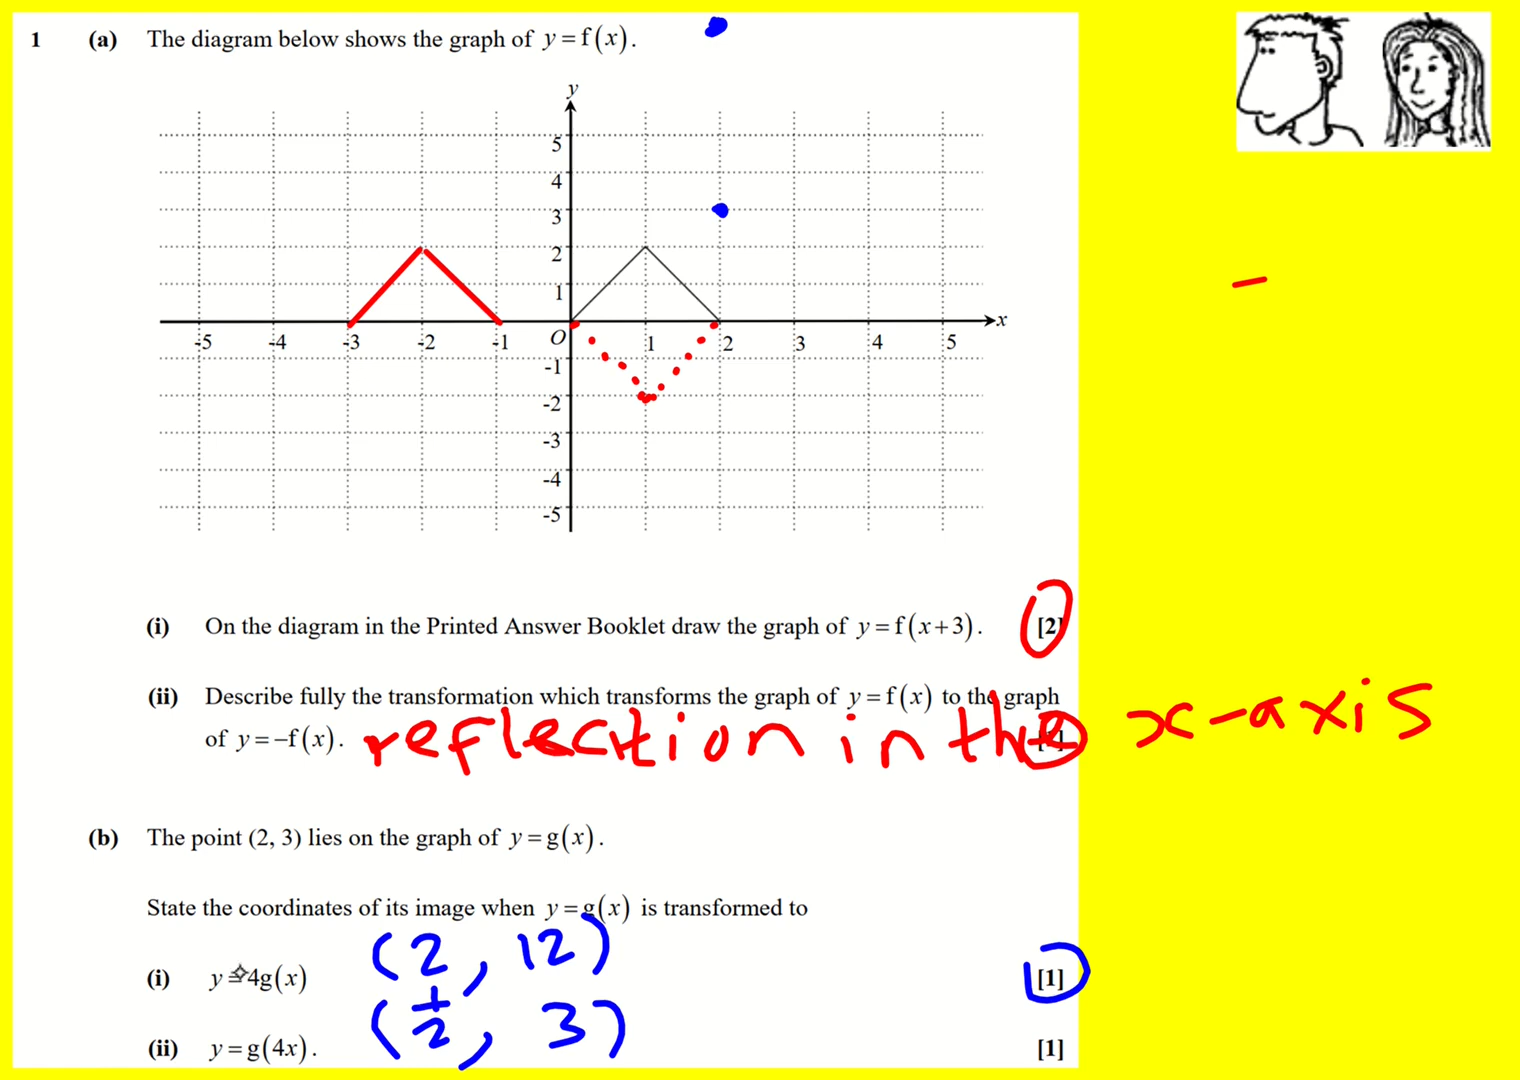 1 (a) The diagram below shows the graph of y = f(x).
y
5
4
3
2
1
-5 -4 -3 -2 -1 O 1 2 3 4 5 x
-1
-2
-3
-4
-5
(i) On the diagram in the Printed Answer Booklet draw the graph of y = f(x+3). [2]
(ii) Describe fully the transformation which transforms the graph of y = f(x) to the graph
of y = −f(x). reflection in the x-axis
(b) The point (2, 3) lies on the graph of y = g(x).
State the coordinates of its image when y = g(x) is transformed to
(i) y = 4g(x) (2, 12) [1]
(ii) y = g(4x). (1/2, 3) [1]